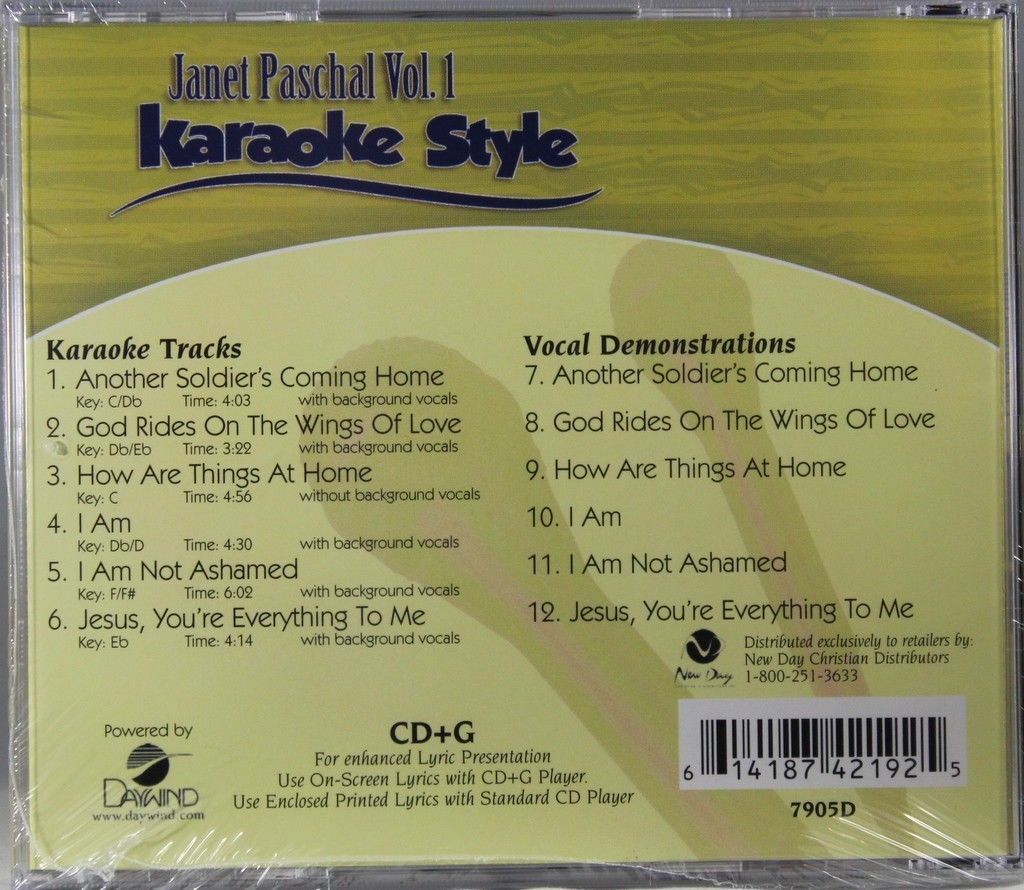 Janet Paschal Vol. 1
Karaoke Style
Karaoke Tracks
1. Another Soldier's Coming Home
Key: C/Db Time: 4:03 with background vocals
2. God Rides On The Wings Of Love
Key: Db/Eb Time: 3:22 with background vocals
3. How Are Things At Home
Key: C Time: 4:56 without background vocals
4. I Am
Key: Db/D Time: 4:30 with background vocals
5. I Am Not Ashamed
Key: F/F# Time: 6:02 with background vocals
6. Jesus, You're Everything To Me
Key: Eb Time: 4:14 with background vocals
Vocal Demonstrations
7. Another Soldier's Coming Home
8. God Rides On The Wings Of Love
9. How Are Things At Home
10. I Am
11. I Am Not Ashamed
12. Jesus, You're Everything To Me
New Day
Distributed exclusively to retailers by:
New Day Christian Distributors
1-800-251-3633
Powered by
DAYWIND
www.daywind.com
CD+G
For enhanced Lyric Presentation
Use On-Screen Lyrics with CD+G Player.
Use Enclosed Printed Lyrics with Standard CD Player
6 14187 42192 5
7905D